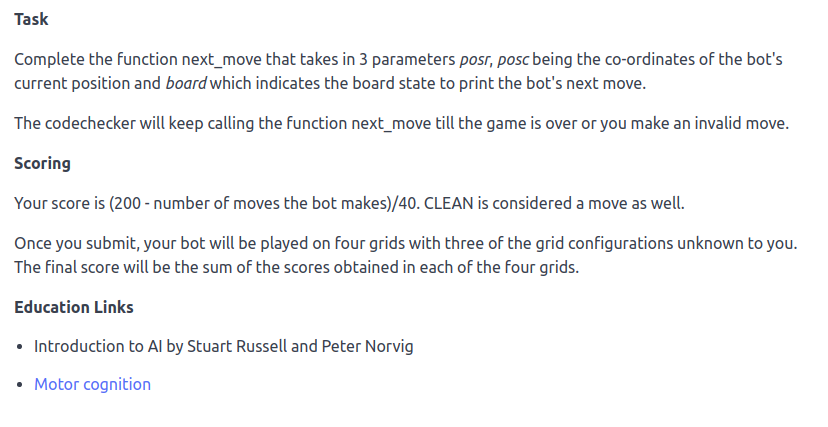 Task
Complete the function next_move that takes in 3 parameters posr, posc being the co-ordinates of the bot's
current position and board which indicates the board state to print the bot's next move.
The codechecker will keep calling the function next_move till the game is over or you make an invalid move.
Scoring
Your score is (200 - number of moves the bot makes)/40. CLEAN is considered a move as well.
Once you submit, your bot will be played on four grids with three of the grid configurations unknown to you.
The final score will be the sum of the scores obtained in each of the four grids.
Education Links
• Introduction to AI by Stuart Russell and Peter Norvig
• Motor cognition